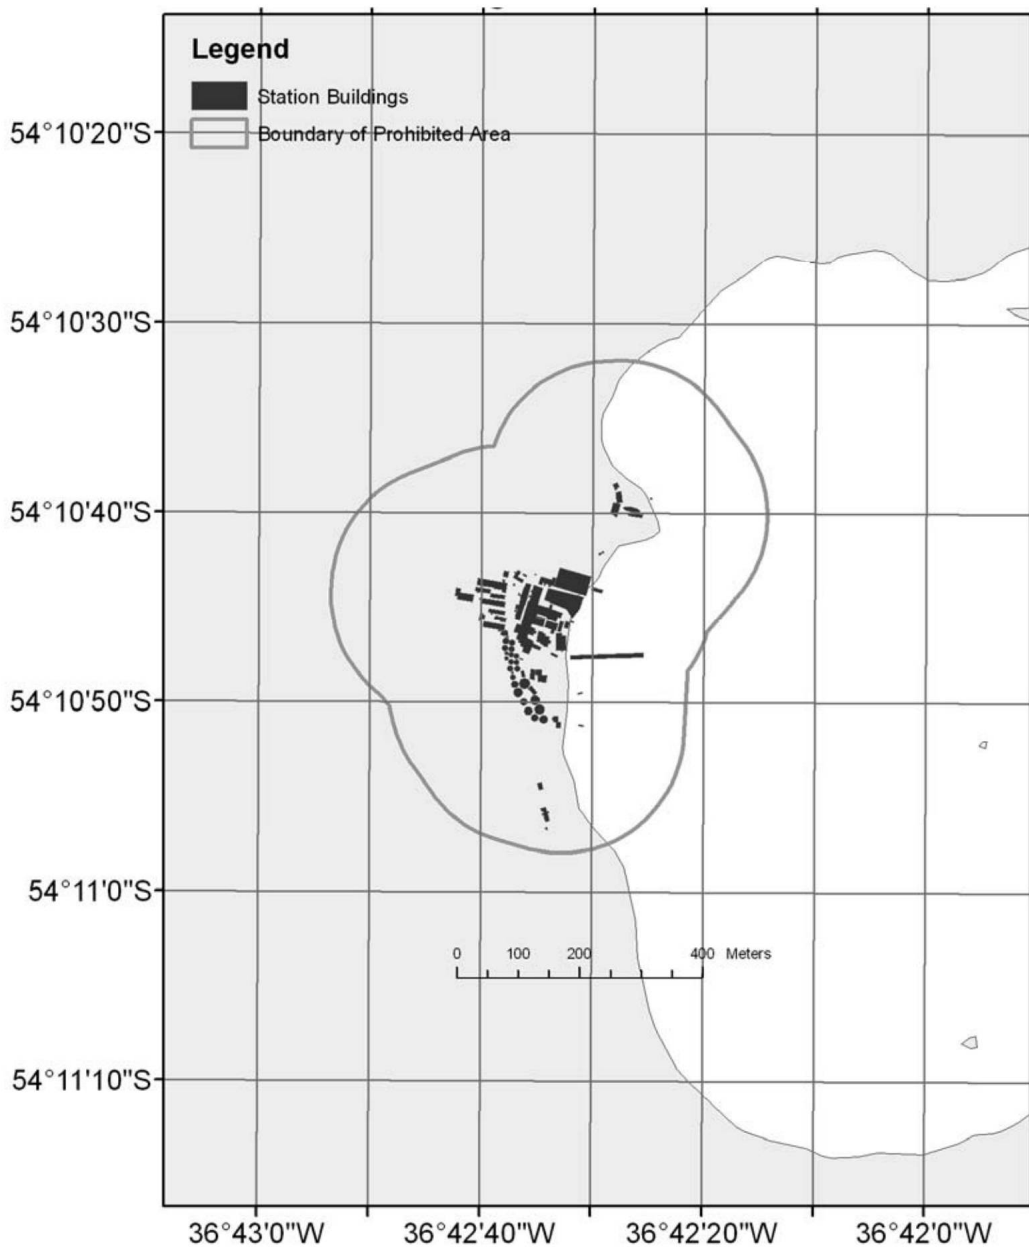 Legend
Station Buildings
Boundary of Prohibited Area
54°10'20"S
54°10'30"S
54°10'40"S
54°10'50"S
54°11'0"S
0 100 200 400 Meters
54°11'10"S
36°43'0"W 36°42'40"W 36°42'20"W 36°42'0"W